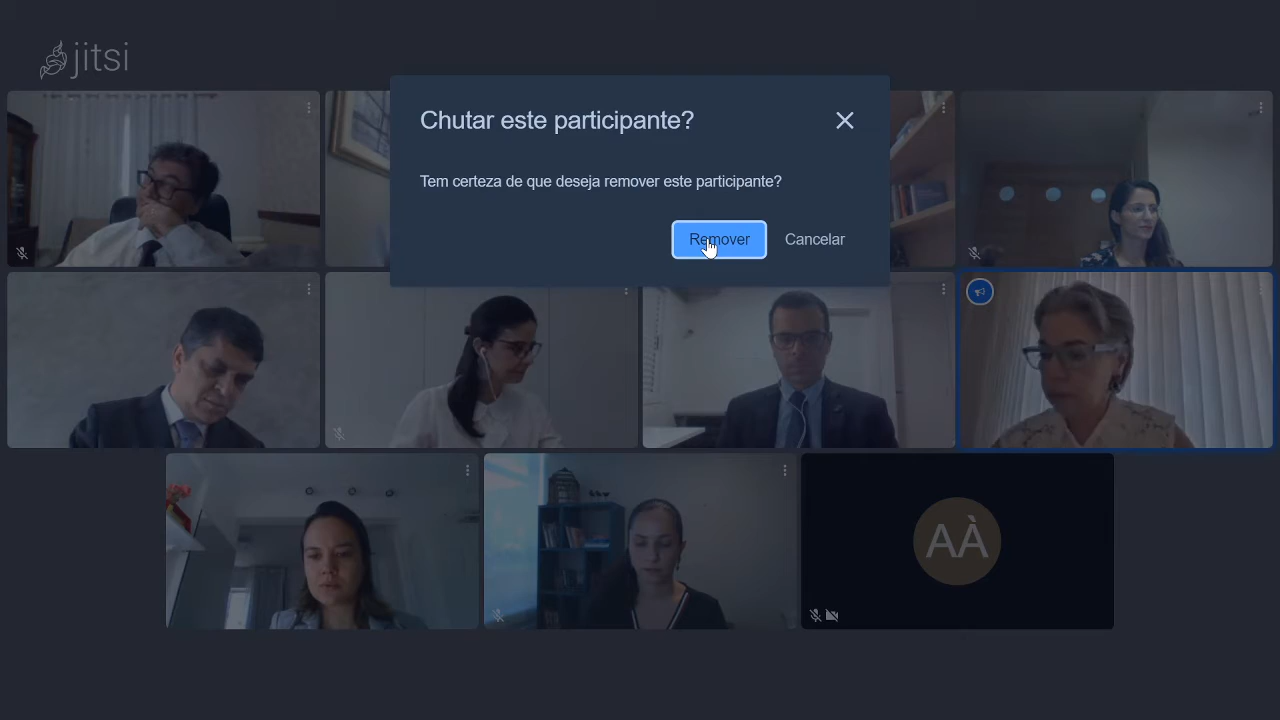 jitsi
Chutar este participante?
Tem certeza de que deseja remover este participante?
Remover Cancelar
AÀ